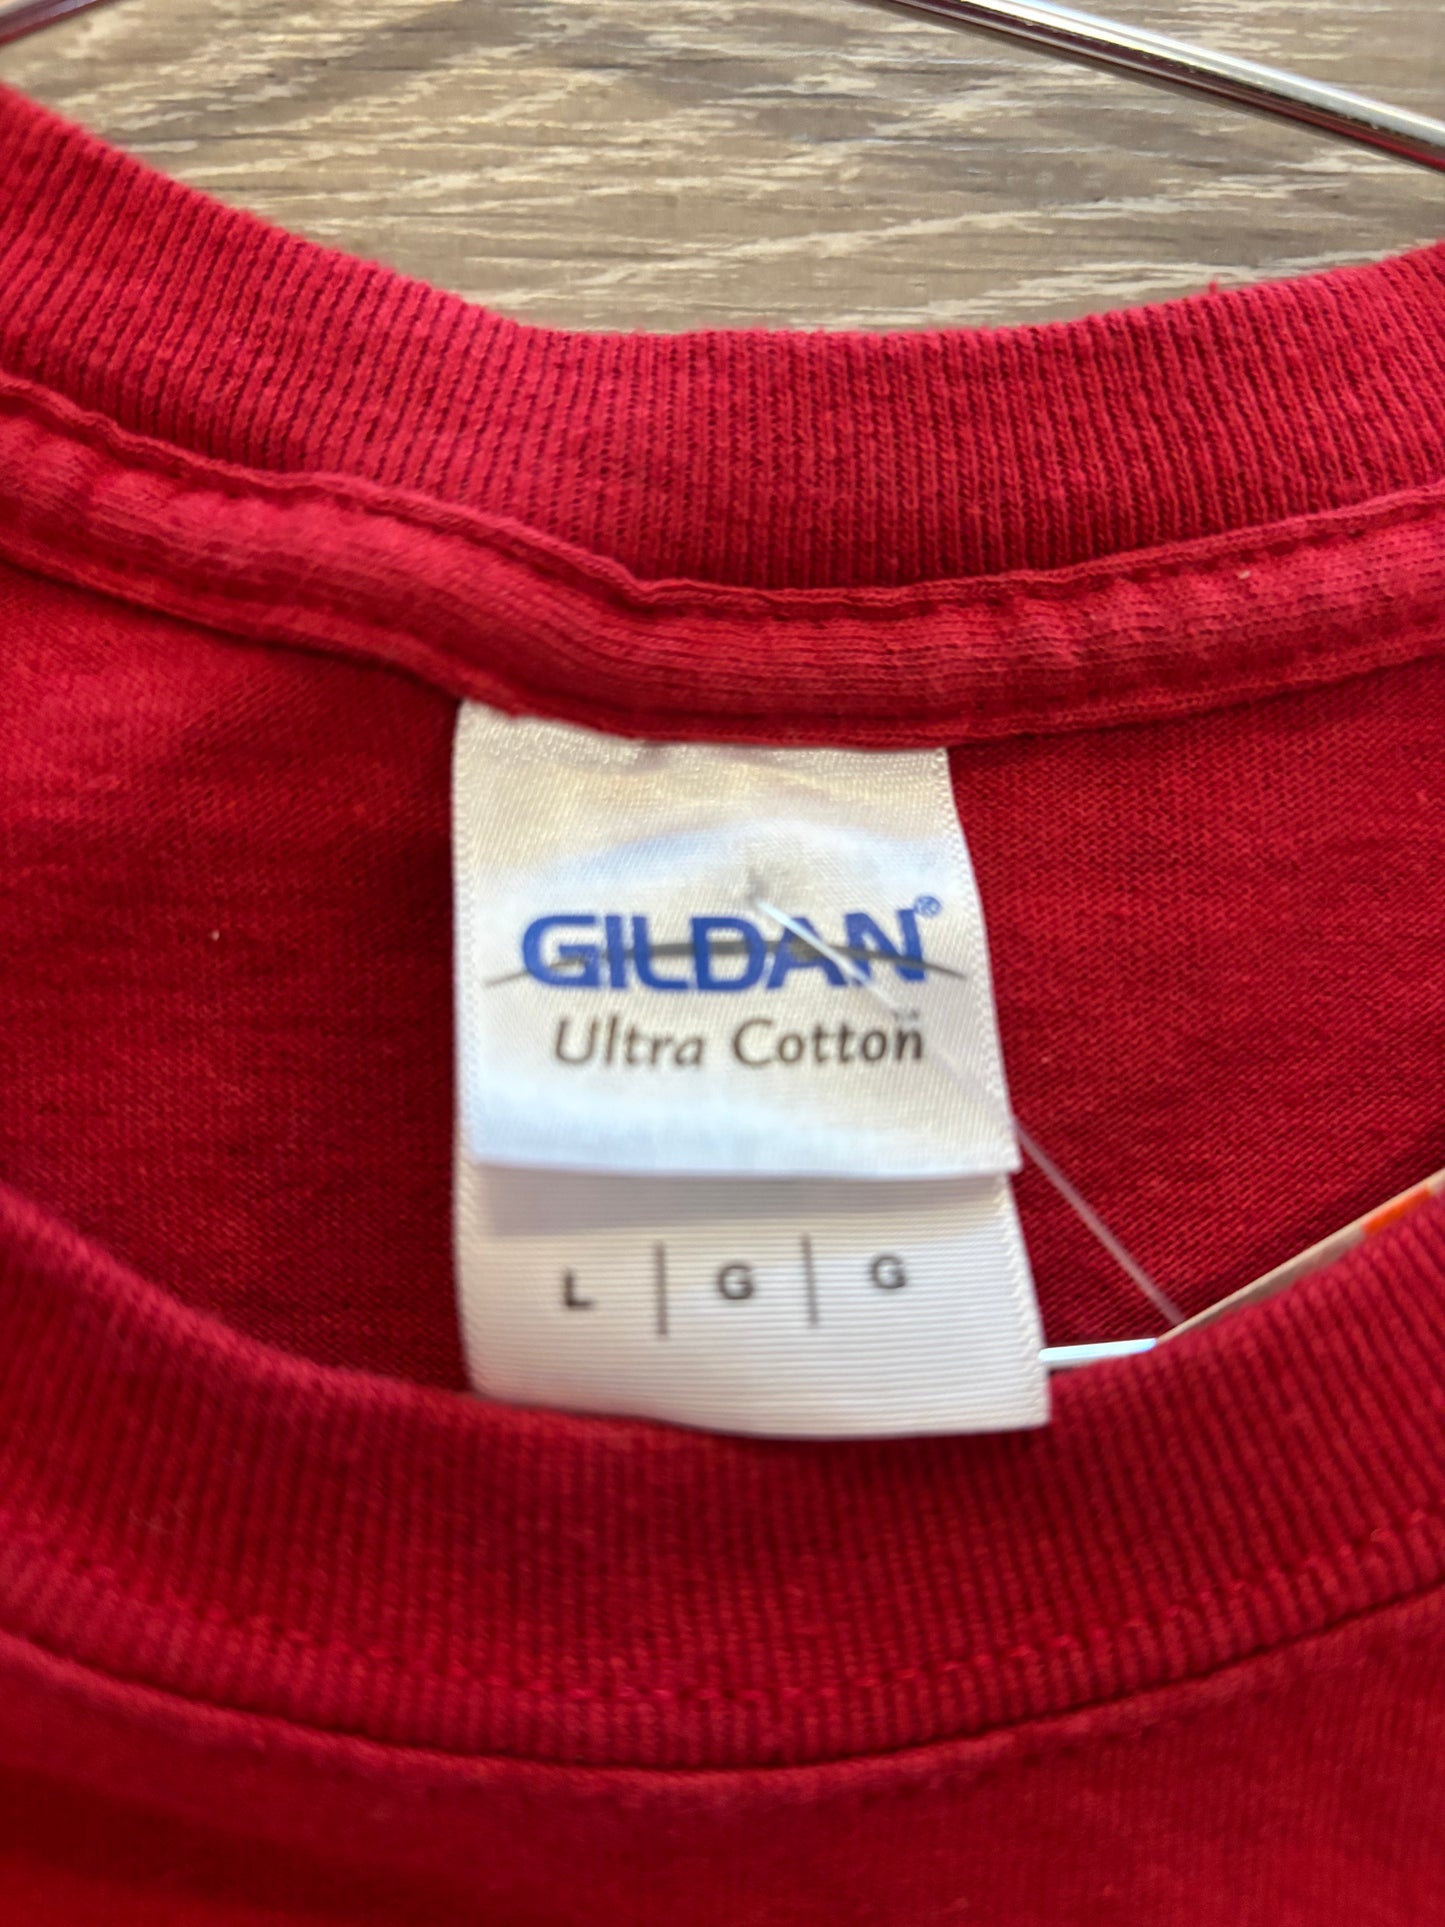 GILDAN®
Ultra Cotton
L | G | G